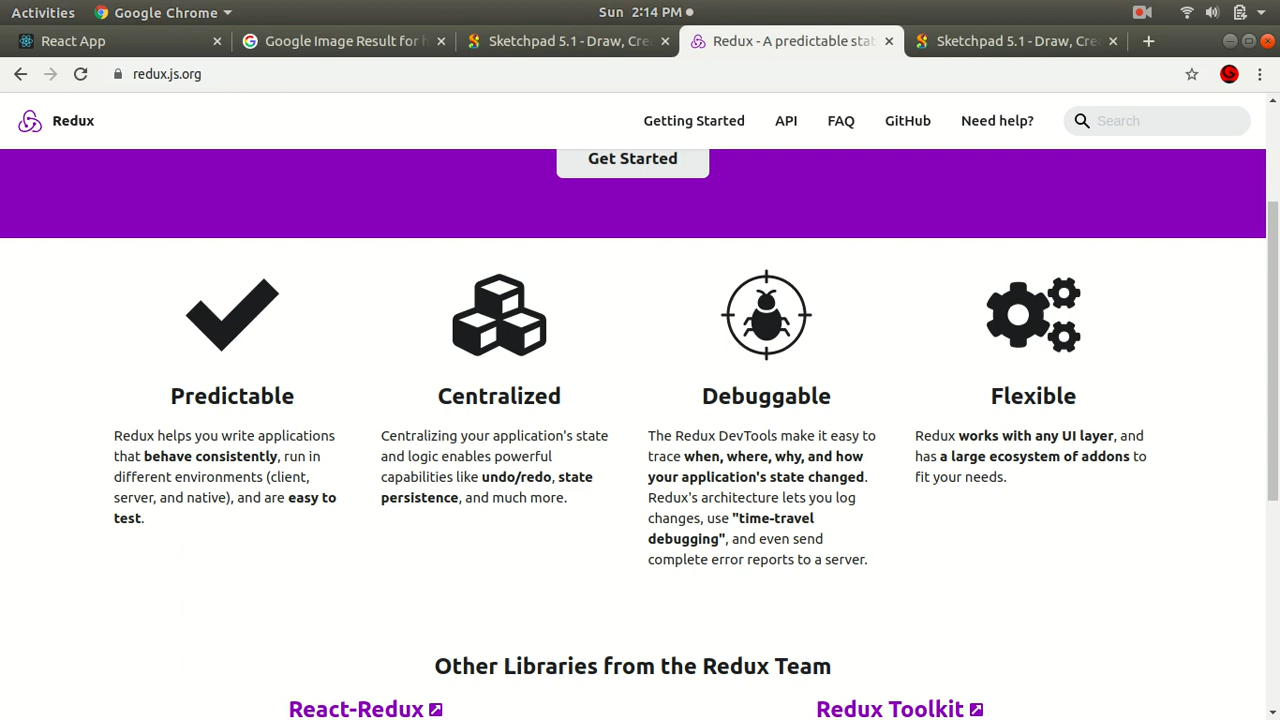 Activities Google Chrome Sun 2:14 PM
React App Google Image Result for h Sketchpad 5.1 - Draw, Cre Redux - A predictable stat Sketchpad 5.1 - Draw, Cre
redux.js.org
Redux Getting Started API FAQ GitHub Need help? Search
Get Started
Predictable
Redux helps you write applications
that behave consistently, run in
different environments (client,
server, and native), and are easy to
test.
Centralized
Centralizing your application's state
and logic enables powerful
capabilities like undo/redo, state
persistence, and much more.
Debuggable
The Redux DevTools make it easy to
trace when, where, why, and how
your application's state changed.
Redux's architecture lets you log
changes, use "time-travel
debugging", and even send
complete error reports to a server.
Flexible
Redux works with any UI layer, and
has a large ecosystem of addons to
fit your needs.
Other Libraries from the Redux Team
React-Redux Redux Toolkit